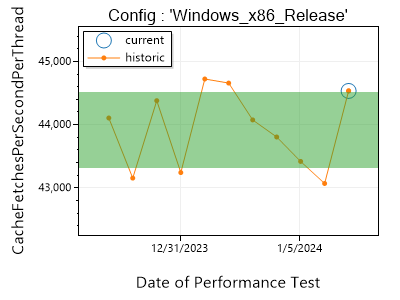 Config : 'Windows_x86_Release'
current
historic
CacheFetchesPerSecondPerThread
45,000
44,000
43,000
12/31/2023
1/5/2024
Date of Performance Test